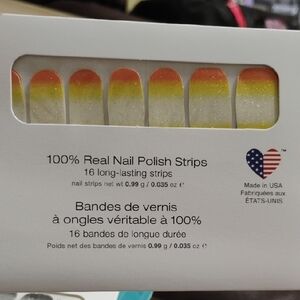 100% Real Nail Polish Strips
16 long-lasting strips
nail strips net wt 0.99 g / 0.035 oz ℮
Made in USA
Fabriquées aux
ÉTATS-UNIS
Bandes de vernis
à ongles véritable à 100%
16 bandes de longue durée
Poids net des bandes de vernis 0.99 g / 0.035 oz ℮